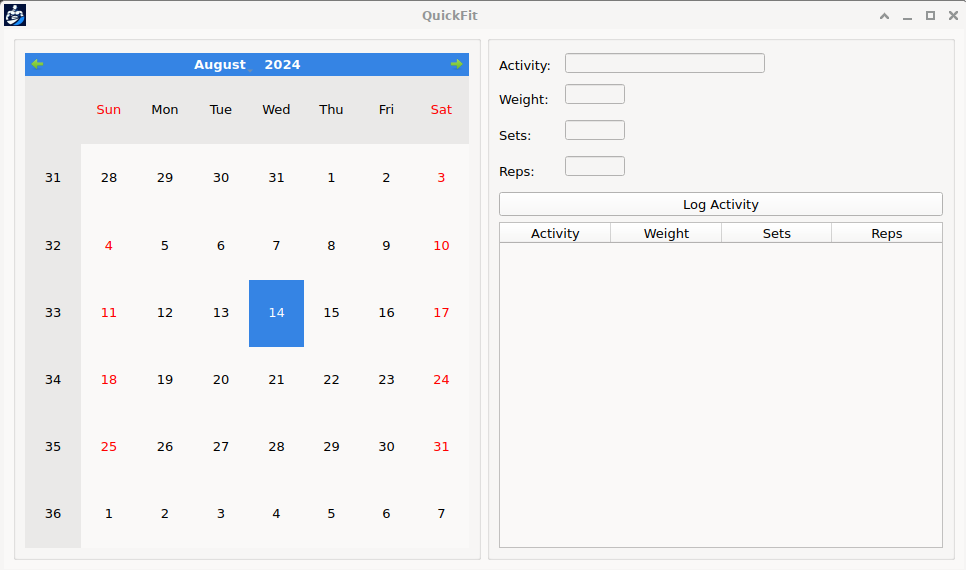 QuickFit
August 2024
Sun Mon Tue Wed Thu Fri Sat
31 28 29 30 31 1 2 3
32 4 5 6 7 8 9 10
33 11 12 13 14 15 16 17
34 18 19 20 21 22 23 24
35 25 26 27 28 29 30 31
36 1 2 3 4 5 6 7
Activity:
Weight:
Sets:
Reps:
Log Activity
Activity Weight Sets Reps